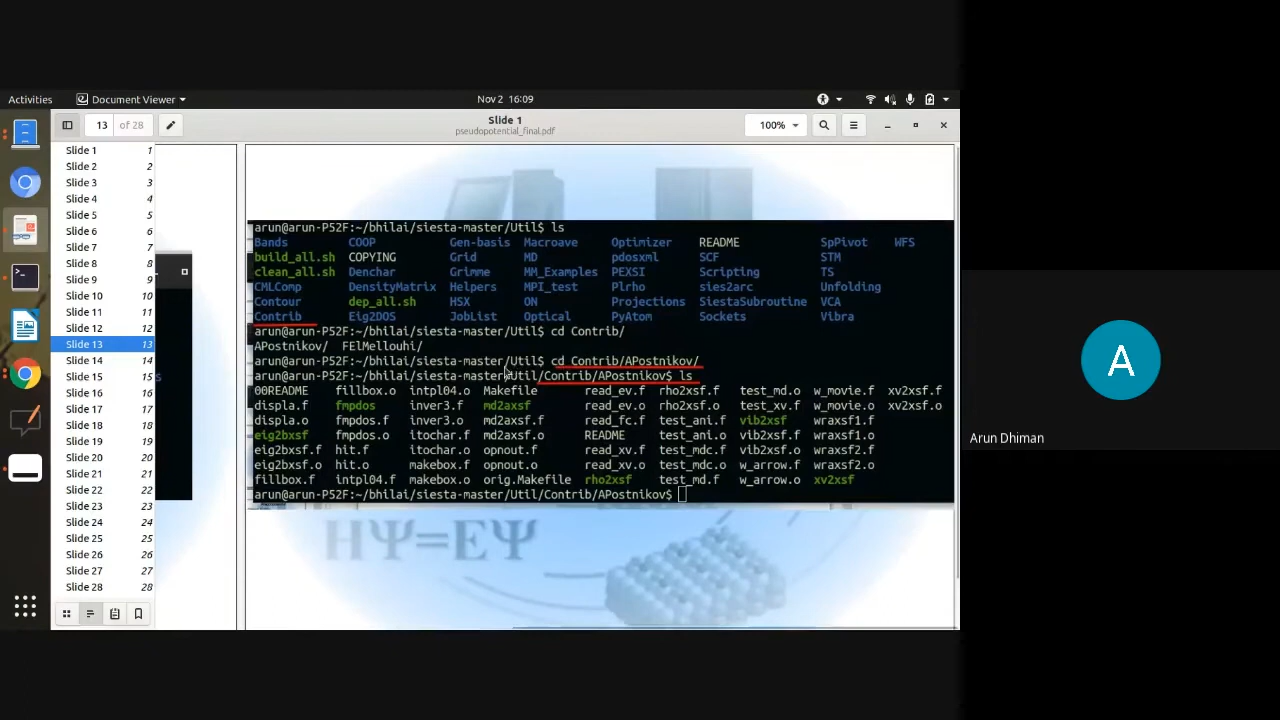 Activities Document Viewer Nov 2 16:09
13 of 28 Slide 1 100%
pseudopotential_final.pdf
Slide 1 1
Slide 2 2
Slide 3 3
Slide 4 4
Slide 5 5
Slide 6 6
Slide 7 7
Slide 8 8
Slide 9 9
Slide 10 10
Slide 11 11
Slide 12 12
Slide 13 13
Slide 14 14
Slide 15 15
Slide 16 16
Slide 17 17
Slide 18 18
Slide 19 19
Slide 20 20
Slide 21 21
Slide 22 22
Slide 23 23
Slide 24 24
Slide 25 25
Slide 26 26
Slide 27 27
Slide 28 28
arun@arun-P52F:~/bhilai/siesta-master/Util$ ls
Bands COOP Gen-basis Macroave Optimizer README SpPivot WFS
build_all.sh COPYING Grid MD pdosxml SCF STM
clean_all.sh Denchar Grimme MM_Examples PEXSI Scripting TS
CMLComp DensityMatrix Helpers MPI_test Plrho sies2arc Unfolding
Contour dep_all.sh HSX ON Projections SiestaSubroutine VCA
Contrib Eig2DOS JobList Optical PyAtom Sockets Vibra
arun@arun-P52F:~/bhilai/siesta-master/Util$ cd Contrib/
APostnikov/ FElMellouhi/
arun@arun-P52F:~/bhilai/siesta-master/Util$ cd Contrib/APostnikov/
arun@arun-P52F:~/bhilai/siesta-master/Util/Contrib/APostnikov$ ls
00README fillbox.o intpl04.o Makefile read_ev.f rho2xsf.f test_md.o w_movie.f xv2xsf.f
displa.f fmpdos inver3.f md2axsf read_ev.o rho2xsf.o test_xv.f w_movie.o xv2xsf.o
displa.o fmpdos.f inver3.o md2axsf.f read_fc.f test_ani.f vib2xsf wraxsf1.f
eig2bxsf fmpdos.o itochar.f md2axsf.o README test_ani.o vib2xsf.f wraxsf1.o
eig2bxsf.f hit.f itochar.o opnout.f read_xv.f test_mdc.f vib2xsf.o wraxsf2.f
eig2bxsf.o hit.o makebox.f opnout.o read_xv.o test_mdc.o w_arrow.f wraxsf2.o
fillbox.f intpl04.f makebox.o orig.Makefile rho2xsf test_md.f w_arrow.o xv2xsf
arun@arun-P52F:~/bhilai/siesta-master/Util/Contrib/APostnikov$
HΨ=EΨ
A
Arun Dhiman